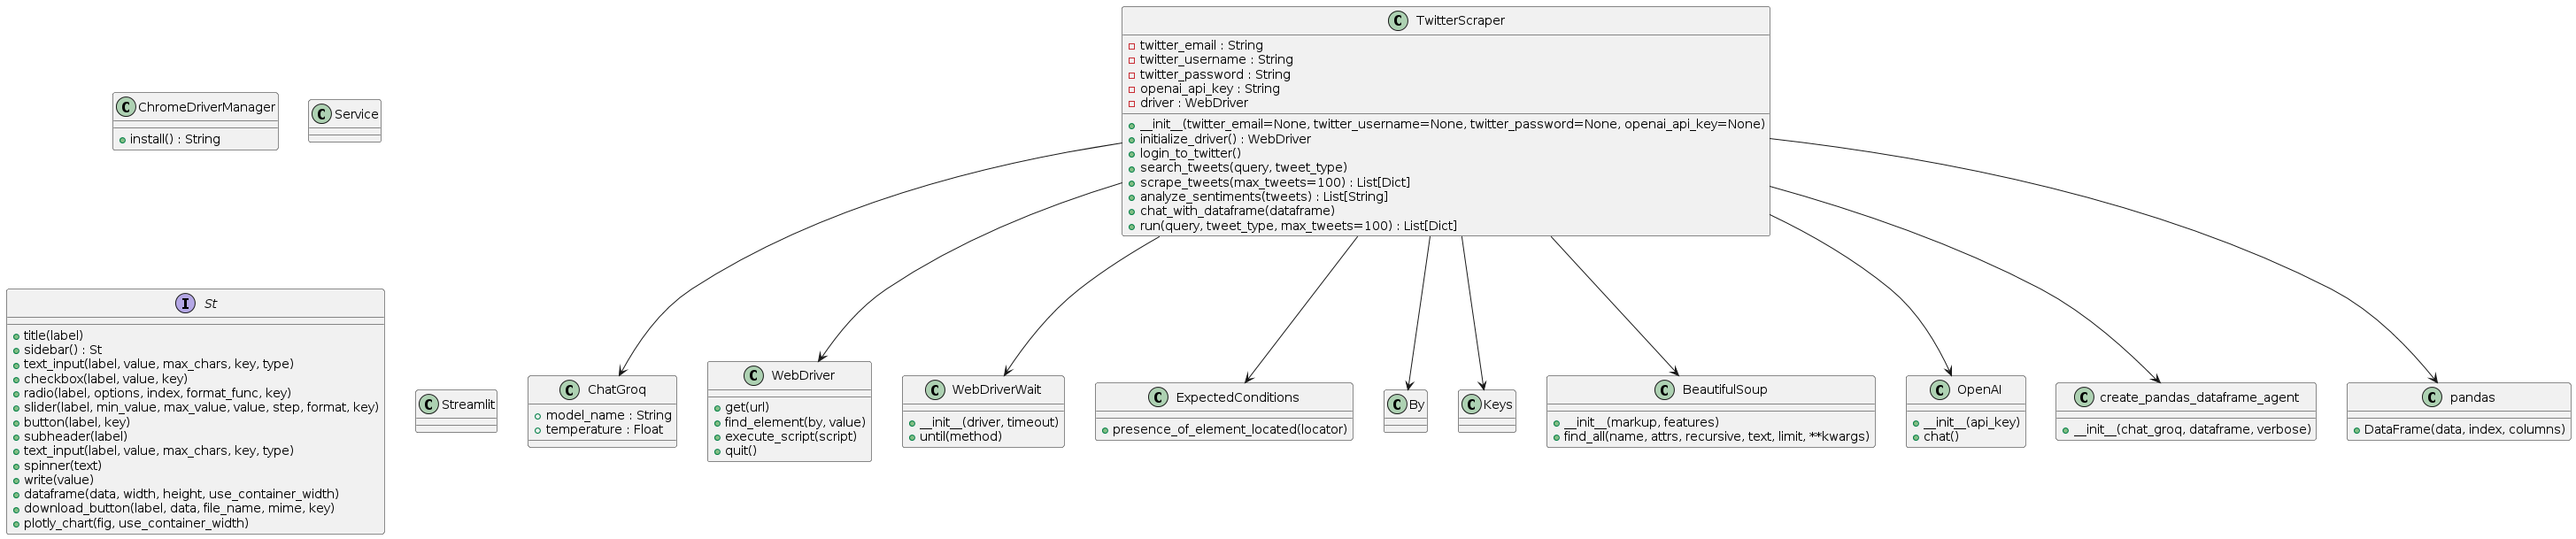 C TwitterScraper
twitter_email : String
twitter_username : String
twitter_password : String
openai_api_key : String
driver : WebDriver
__init__(twitter_email=None, twitter_username=None, twitter_password=None, openai_api_key=None)
initialize_driver() : WebDriver
login_to_twitter()
search_tweets(query, tweet_type)
scrape_tweets(max_tweets=100) : List[Dict]
analyze_sentiments(tweets) : List[String]
chat_with_dataframe(dataframe)
run(query, tweet_type, max_tweets=100) : List[Dict]
C ChromeDriverManager
install() : String
C Service
I St
title(label)
sidebar() : St
text_input(label, value, max_chars, key, type)
checkbox(label, value, key)
radio(label, options, index, format_func, key)
slider(label, min_value, max_value, value, step, format, key)
button(label, key)
subheader(label)
text_input(label, value, max_chars, key, type)
spinner(text)
write(value)
dataframe(data, width, height, use_container_width)
download_button(label, data, file_name, mime, key)
plotly_chart(fig, use_container_width)
C Streamlit
C ChatGroq
model_name : String
temperature : Float
C WebDriver
get(url)
find_element(by, value)
execute_script(script)
quit()
C WebDriverWait
__init__(driver, timeout)
until(method)
C ExpectedConditions
presence_of_element_located(locator)
C By
C Keys
C BeautifulSoup
__init__(markup, features)
find_all(name, attrs, recursive, text, limit, **kwargs)
C OpenAI
__init__(api_key)
chat()
C create_pandas_dataframe_agent
__init__(chat_groq, dataframe, verbose)
C pandas
DataFrame(data, index, columns)